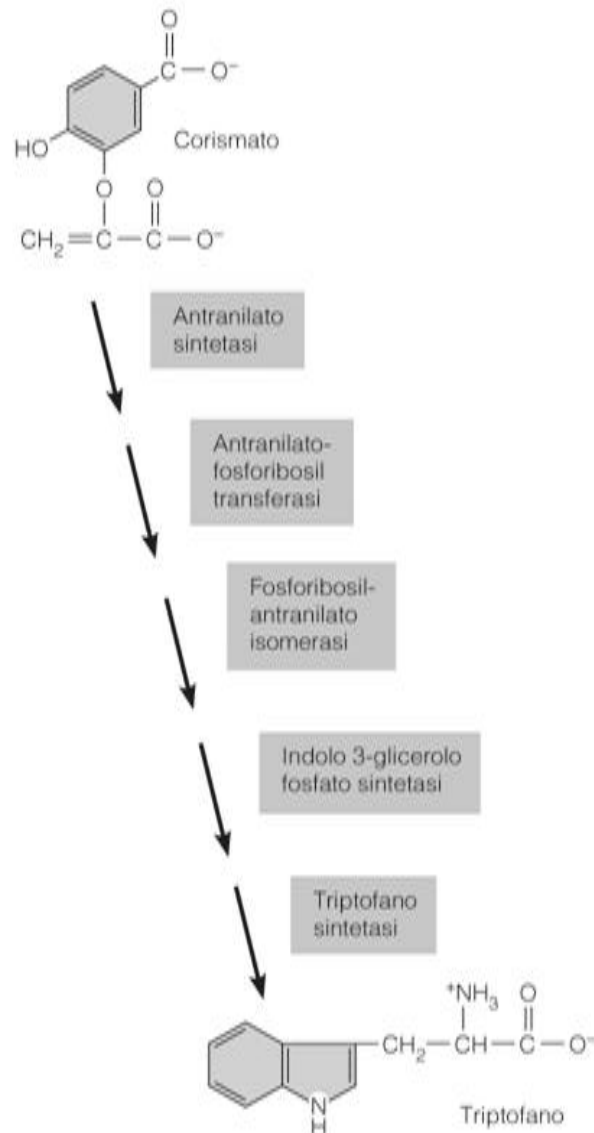 O
C — O⁻
HO
Corismato
O
O
CH₂=C — C — O⁻
Antranilato
sintetasi
Antranilato-
fosforibosil
transferasi
Fosforibosil-
antranilato
isomerasi
Indolo 3-glicerolo
fosfato sintetasi
Triptofano
sintetasi
⁺NH₃ O
CH₂ — CH — C — O⁻
N
H
Triptofano